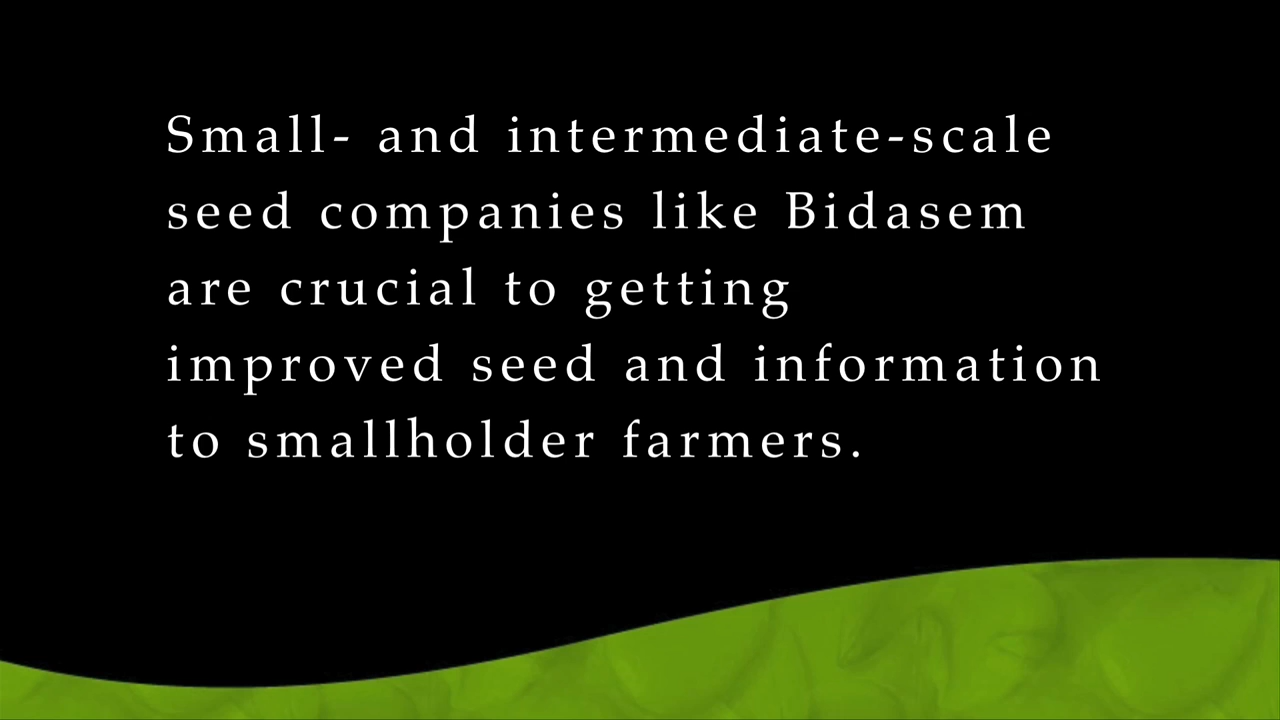 Small- and intermediate-scale
seed companies like Bidasem
are crucial to getting
improved seed and information
to smallholder farmers.